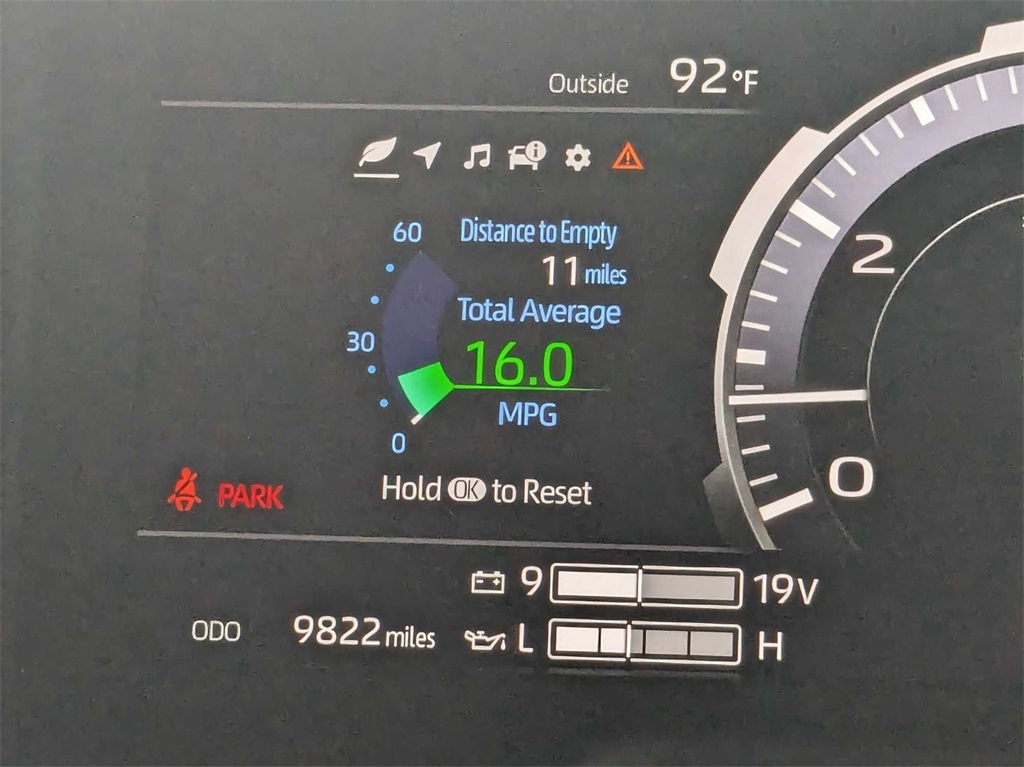 Outside 92°F
60 Distance to Empty
11 miles
Total Average
30 16.0
MPG
0
Hold OK to Reset
PARK
2
0
9 19V
ODO 9822 miles L H